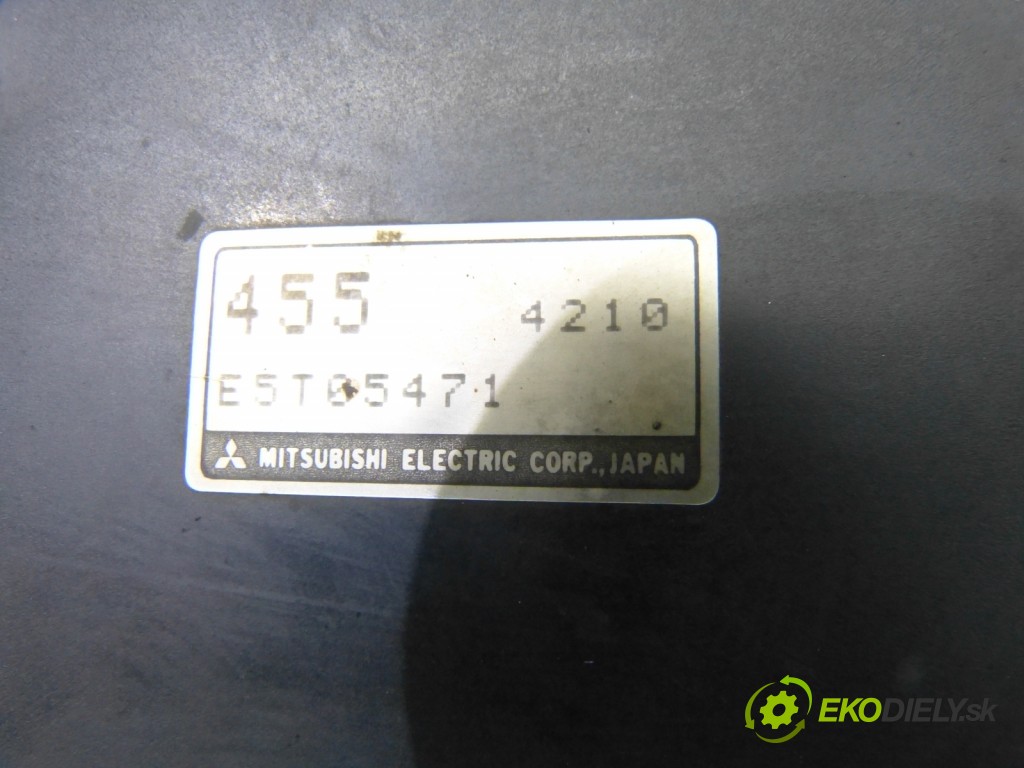 455 4210
E5T05471
MITSUBISHI ELECTRIC CORP., JAPAN
EKODIELY.sk